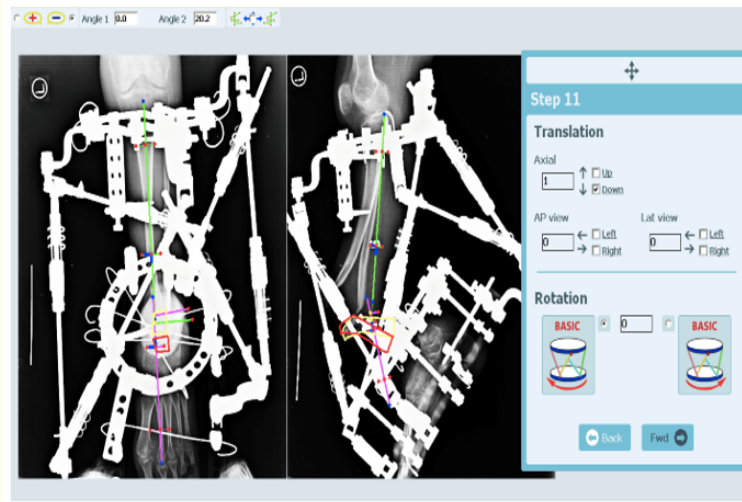 Angle 1 0.0 Angle 2 20.2
L
L
Step 11
Translation
Axial
1 Up
Down
AP view Lat view
0 Left 0 Left
Right Right
Rotation
BASIC 0 BASIC
Back Fwd